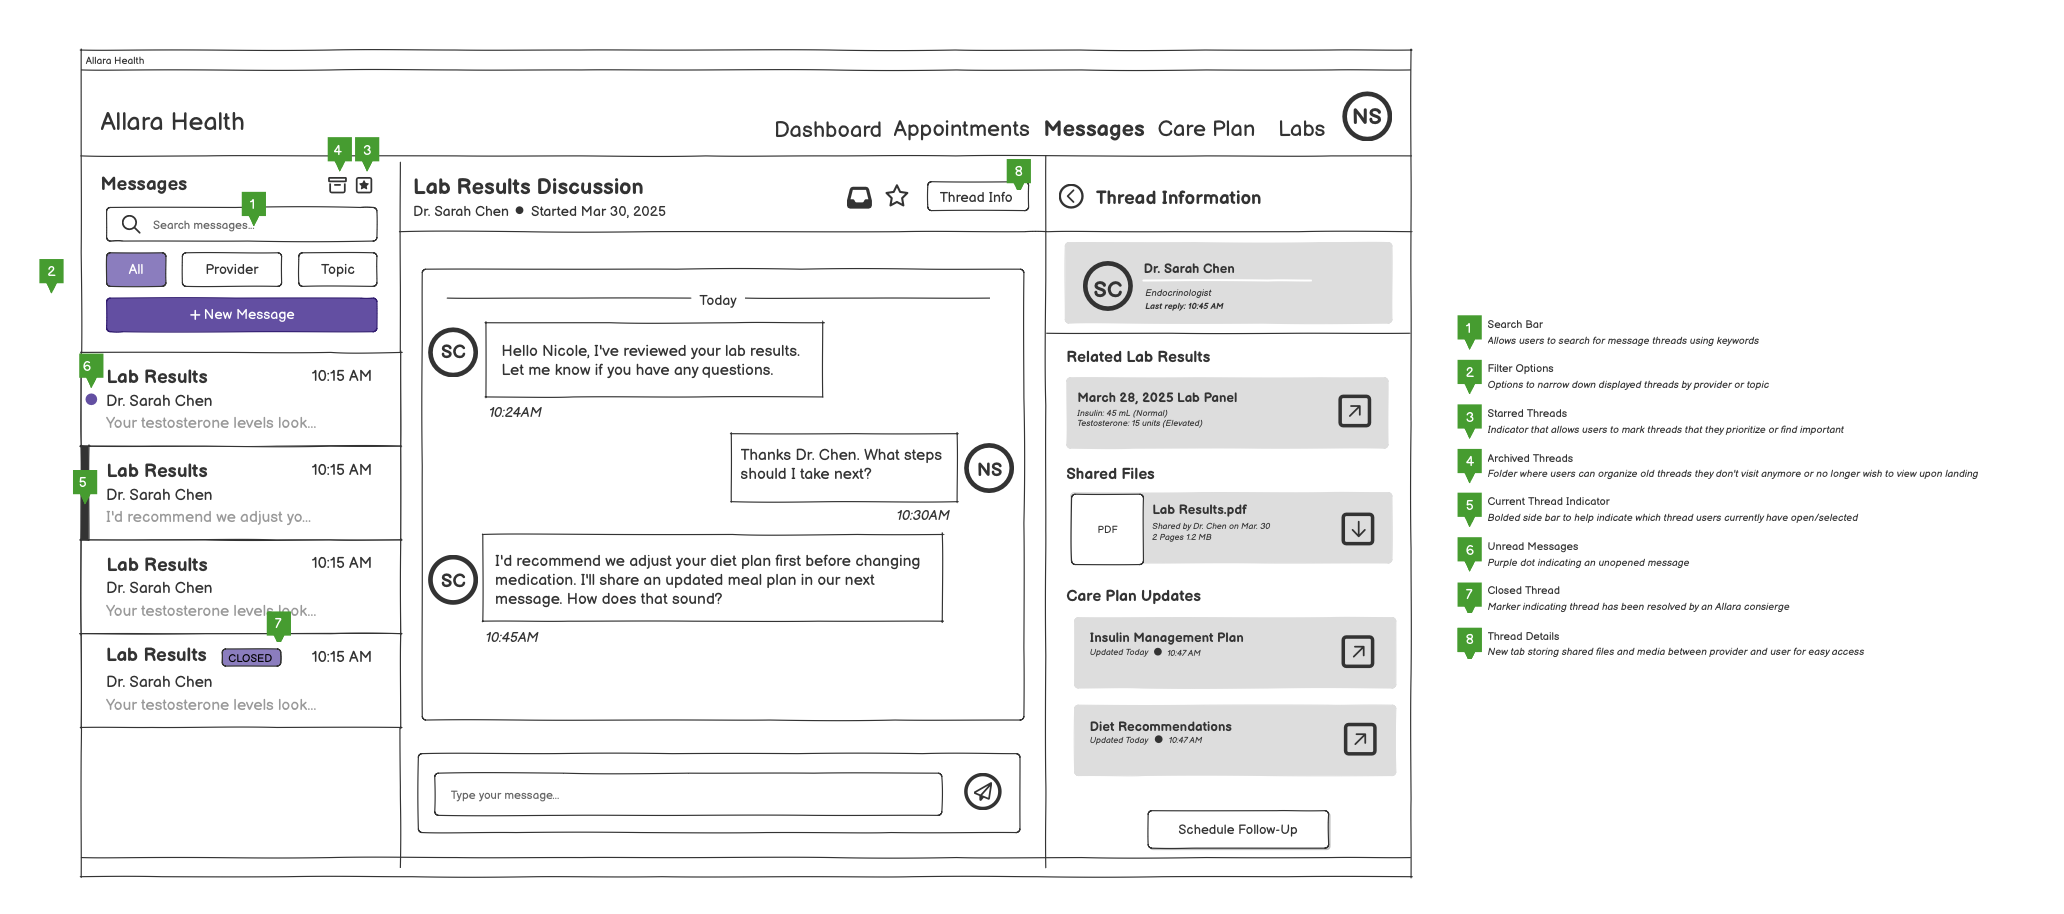 Allara Health
Allara Health
Dashboard Appointments Messages Care Plan Labs
NS
4
3
Messages
1
Search messages...
2
All
Provider
Topic
+ New Message
6
Lab Results 10:15 AM
Dr. Sarah Chen
Your testosterone levels look...
5
Lab Results 10:15 AM
Dr. Sarah Chen
I'd recommend we adjust yo...
Lab Results 10:15 AM
Dr. Sarah Chen
Your testosterone levels look...
7
Lab Results CLOSED 10:15 AM
Dr. Sarah Chen
Your testosterone levels look...
Lab Results Discussion
Dr. Sarah Chen ● Started Mar 30, 2025
8
Thread Info
Today
SC
Hello Nicole, I've reviewed your lab results.
Let me know if you have any questions.
10:24AM
Thanks Dr. Chen. What steps
should I take next?
NS
10:30AM
SC
I'd recommend we adjust your diet plan first before changing
medication. I'll share an updated meal plan in our next
message. How does that sound?
10:45AM
Type your message...
Thread Information
SC
Dr. Sarah Chen
Endocrinologist
Last reply: 10:45 AM
Related Lab Results
March 28, 2025 Lab Panel
Insulin: 45 mL (Normal)
Testosterone: 15 units (Elevated)
Shared Files
PDF
Lab Results.pdf
Shared by Dr. Chen on Mar. 30
2 Pages 1.2 MB
Care Plan Updates
Insulin Management Plan
Updated Today ● 10:47 AM
Diet Recommendations
Updated Today ● 10:47 AM
Schedule Follow-Up
1 Search Bar
Allows users to search for message threads using keywords
2 Filter Options
Options to narrow down displayed threads by provider or topic
3 Starred Threads
Indicator that allows users to mark threads that they prioritize or find important
4 Archived Threads
Folder where users can organize old threads they don't visit anymore or no longer wish to view upon landing
5 Current Thread Indicator
Bolded side bar to help indicate which thread users currently have open/selected
6 Unread Messages
Purple dot indicating an unopened message
7 Closed Thread
Marker indicating thread has been resolved by an Allara consierge
8 Thread Details
New tab storing shared files and media between provider and user for easy access